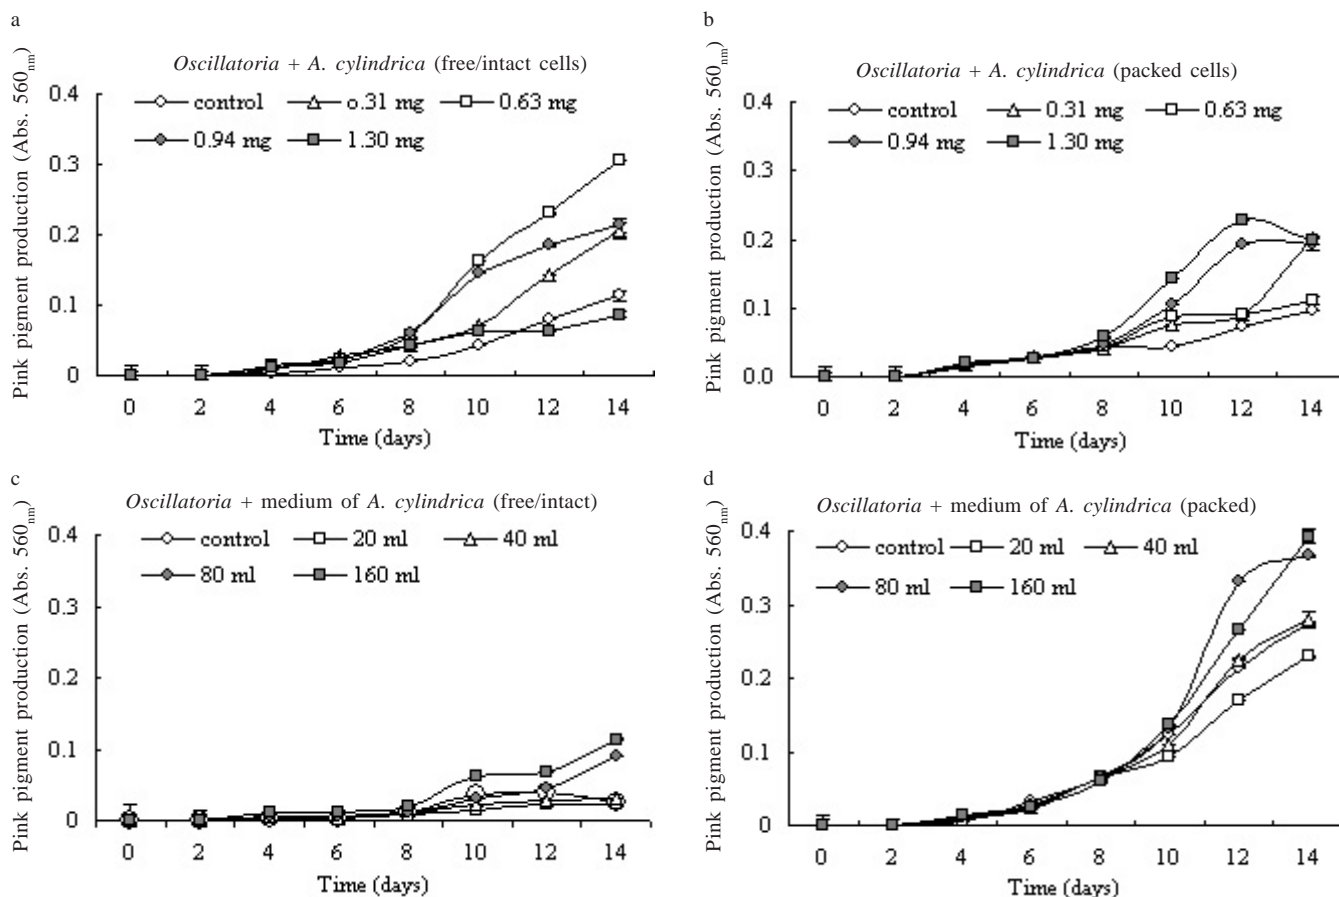 a
Oscillatoria + A. cylindrica (free/intact cells)
control o.31 mg 0.63 mg
0.94 mg 1.30 mg
Pink pigment production (Abs. 560nm)
0.4
0.3
0.2
0.1
0
0 2 4 6 8 10 12 14
Time (days)
b
Oscillatoria + A. cylindrica (packed cells)
control 0.31 mg 0.63 mg
0.94 mg 1.30 mg
Pink pigment production (Abs. 560nm)
0.4
0.3
0.2
0.1
0.0
0 2 4 6 8 10 12 14
Time (days)
c
Oscillatoria + medium of A. cylindrica (free/intact)
control 20 ml 40 ml
80 ml 160 ml
Pink pigment production (Abs. 560nm)
0.4
0.3
0.2
0.1
0
0 2 4 6 8 10 12 14
Time (days)
d
Oscillatoria + medium of A. cylindrica (packed)
control 20 ml 40 ml
80 ml 160 ml
Pink pigment production (Abs. 560nm)
0.4
0.3
0.2
0.1
0
0 2 4 6 8 10 12 14
Time (days)